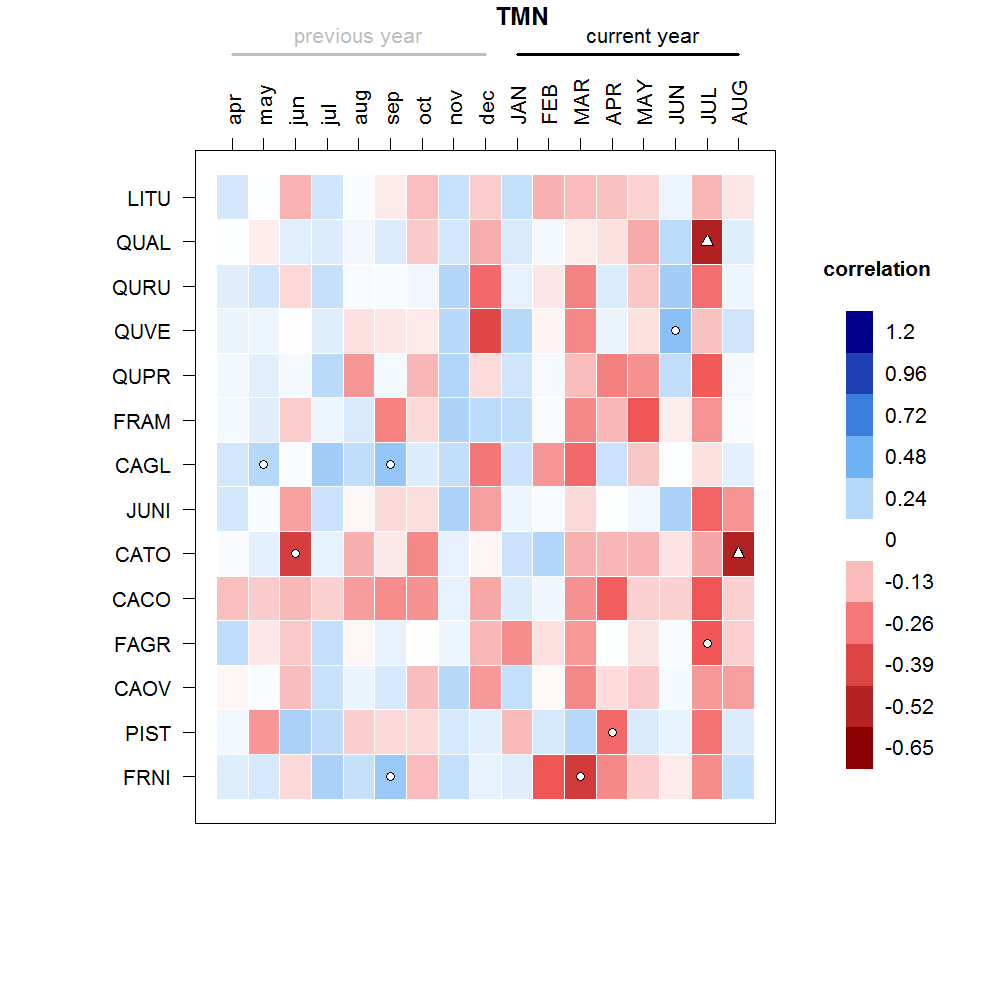 TMN
previous year current year
apr may jun jul aug sep oct nov dec JAN FEB MAR APR MAY JUN JUL AUG
LITU
QUAL
QURU
QUVE
QUPR
FRAM
CAGL
JUNI
CATO
CACO
FAGR
CAOV
PIST
FRNI
correlation
1.2
0.96
0.72
0.48
0.24
0
-0.13
-0.26
-0.39
-0.52
-0.65